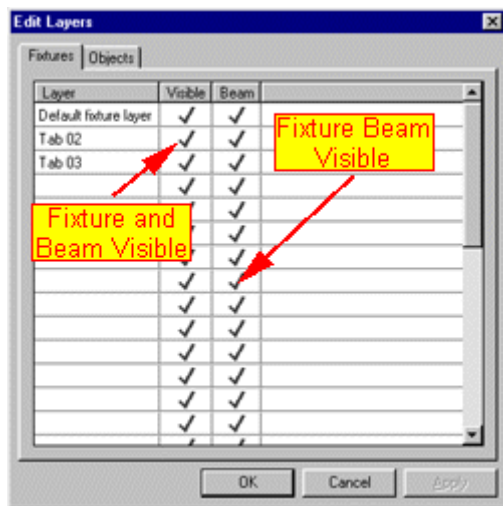 Edit Layers
Fixtures Objects
Layer Visible Beam
Default fixture layer
Tab 02
Tab 03
Fixture Beam
Visible
Fixture and
Beam Visible
OK Cancel Apply